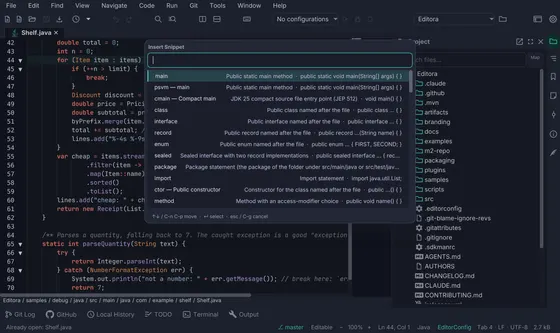 File Edit View Navigate Code Run Git Tools Window Help
No configurations
Editora
Shelf.java
42 double total = 0;
43 int n = 0;
44 for (Item item : items)
45 if (++n > limit) {
46 break;
47 }
48 Discount discount =
49 double price = Prici
50 double subtotal = pr
51 byPrefix.merge(item.
52 total += subtotal; /
53 lines.add("%-4s %-9s
54 }
55 var cheap = items.stream
56 .filter(item ->
57 .map(Item::name)
58 .sorted()
59 .toList();
60 lines.add("cheap: " + ch
61 return new Receipt(List.
62 }
63
64 /** Parses a quantity, falling back to 7. The caught exception is a "exception
65 static int parseQuantity(String text) {
66 try {
67 return Integer.parseInt(text);
68 } catch (NumberFormatException err) {
69 System.out.println("not a number: " + err.getMessage()); // break here: `err
70 return 7;
Insert Snippet
main Public static main method · public static void main(String[] args) { }
psvm — main Public static main method · public static void main(String[] args) { }
cmain — Compact main JDK 25 compact source file entry point (JEP 512) · void main() { }
class Public class named after the file · public class … { }
interface Public interface named after the file · public interface … { }
record Public record named after the file · public record …(String name) { }
enum Public enum named after the file · public enum … { FIRST, SECOND; }
sealed Sealed interface with two record implementations · public sealed interface … { rec…
package Package statement (the package of the folder under src/main/java or src/test/jav…
import Import statement · import java.util.List;
ctor — Public constructor Constructor for the class named after the file · public …() { }
method Method with an access-modifier choice · public void name() { }
↑↓ / C-n C-p move · ↵ select · esc / C-g cancel
Project
search files…
Editora
.claude
.github
.mvn
artifacts
branding
docs
examples
m2-repo
packaging
plugins
samples
scripts
src
.editorconfig
.git-blame-ignore-revs
.gitattributes
.gitignore
.sdkmanrc
AGENTS.md
AUTHORS
CHANGELOG.md
CLAUDE.md
CONTRIBUTING.md
Editora / samples / debug / java / src / main / java / com / example / shelf / Shelf.java
Git Log GitHub Local History TODO Terminal Output
Already open: Shelf.java
master Editable − 100% + Ln 44, Col 1 Java EditorConfig Tab 4 LF UTF-8 2.7 kB